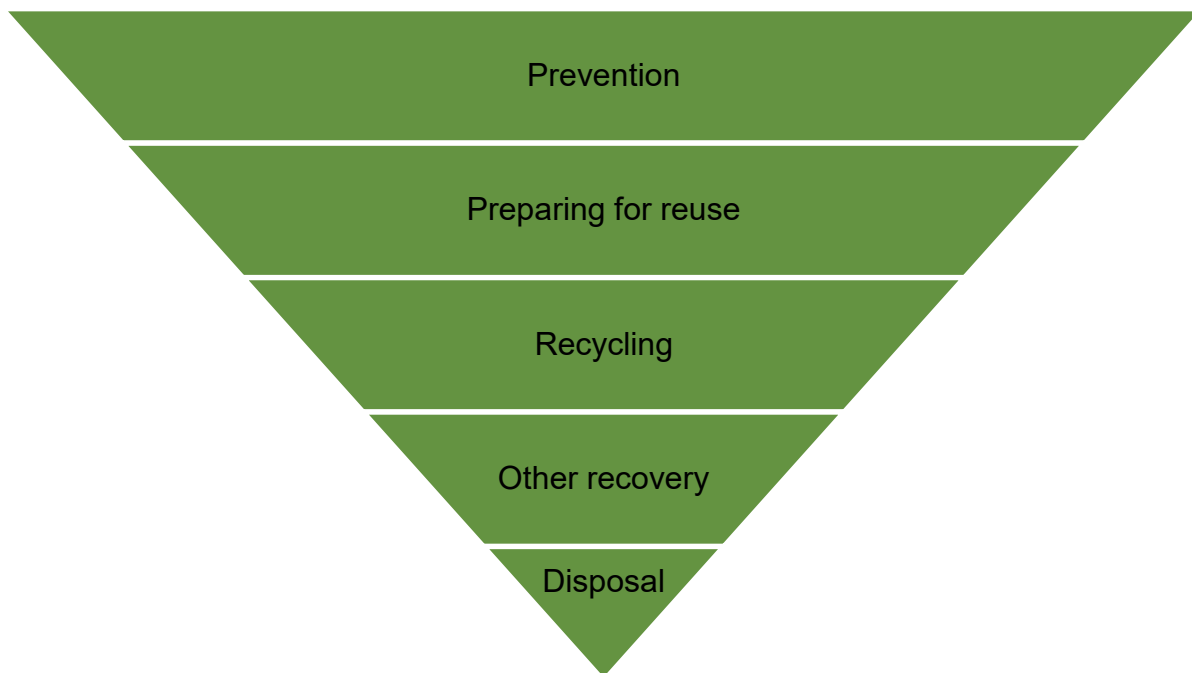 Prevention
Preparing for reuse
Recycling
Other recovery
Disposal